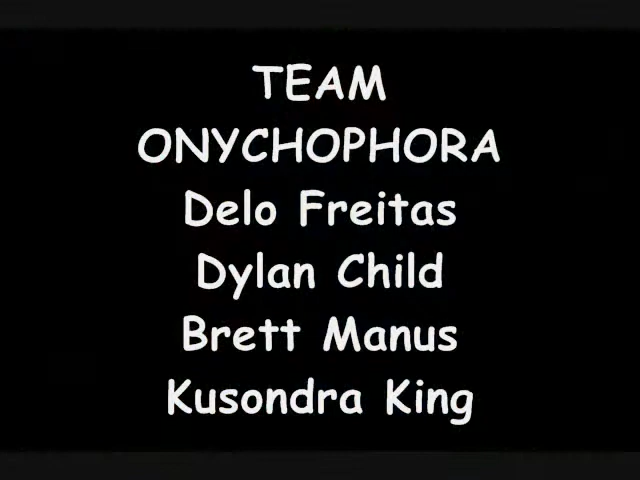 TEAM
ONYCHOPHORA
Delo Freitas
Dylan Child
Brett Manus
Kusondra King